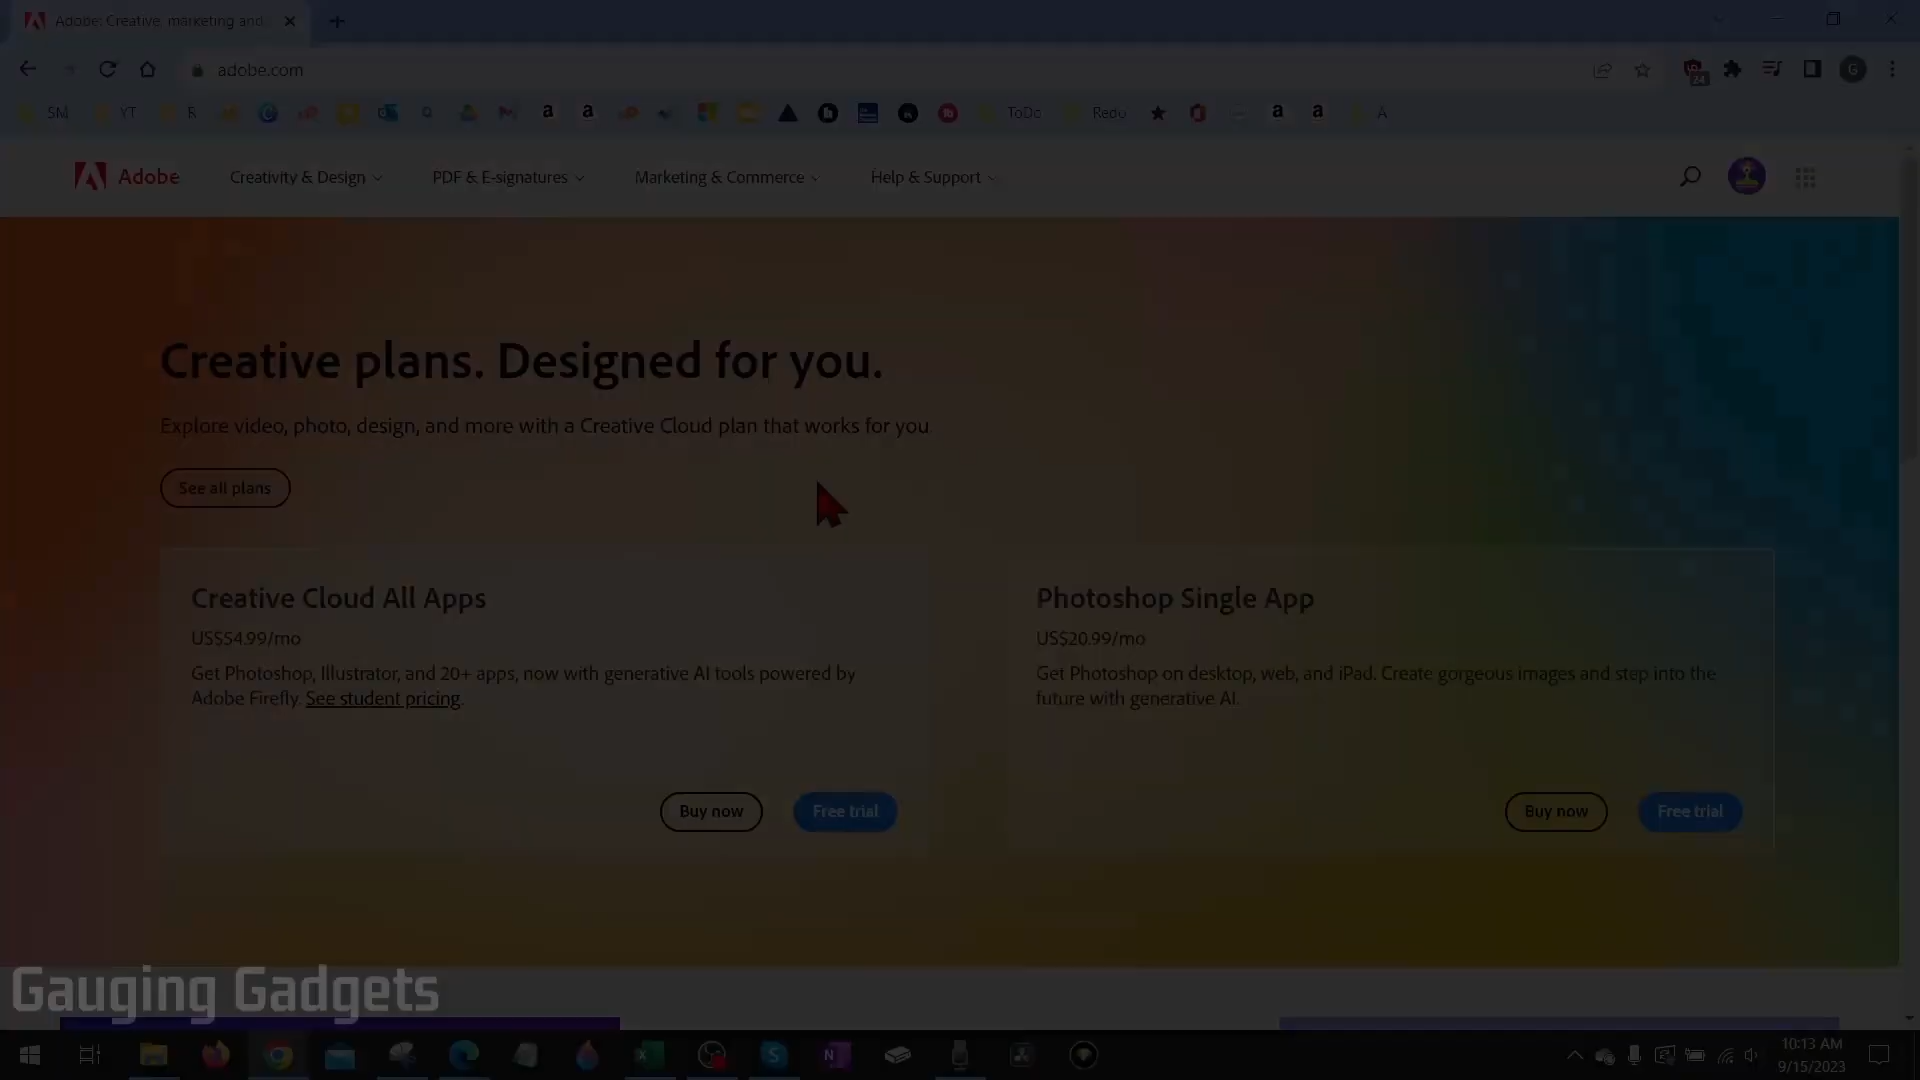 Adobe: Creative, marketing and
adobe.com
24
G
SM
YT
R
ToDo
Redo
A
Adobe
Creativity & Design
PDF & E-signatures
Marketing & Commerce
Help & Support
Creative plans. Designed for you.
Explore video, photo, design, and more with a Creative Cloud plan that works for you.
See all plans
Creative Cloud All Apps
US$54.99/mo
Get Photoshop, Illustrator, and 20+ apps, now with generative AI tools powered by
Adobe Firefly. See student pricing.
Buy now
Free trial
Photoshop Single App
US$20.99/mo
Get Photoshop on desktop, web, and iPad. Create gorgeous images and step into the
future with generative AI.
Buy now
Free trial
Gauging Gadgets
10:13 AM
9/15/2023